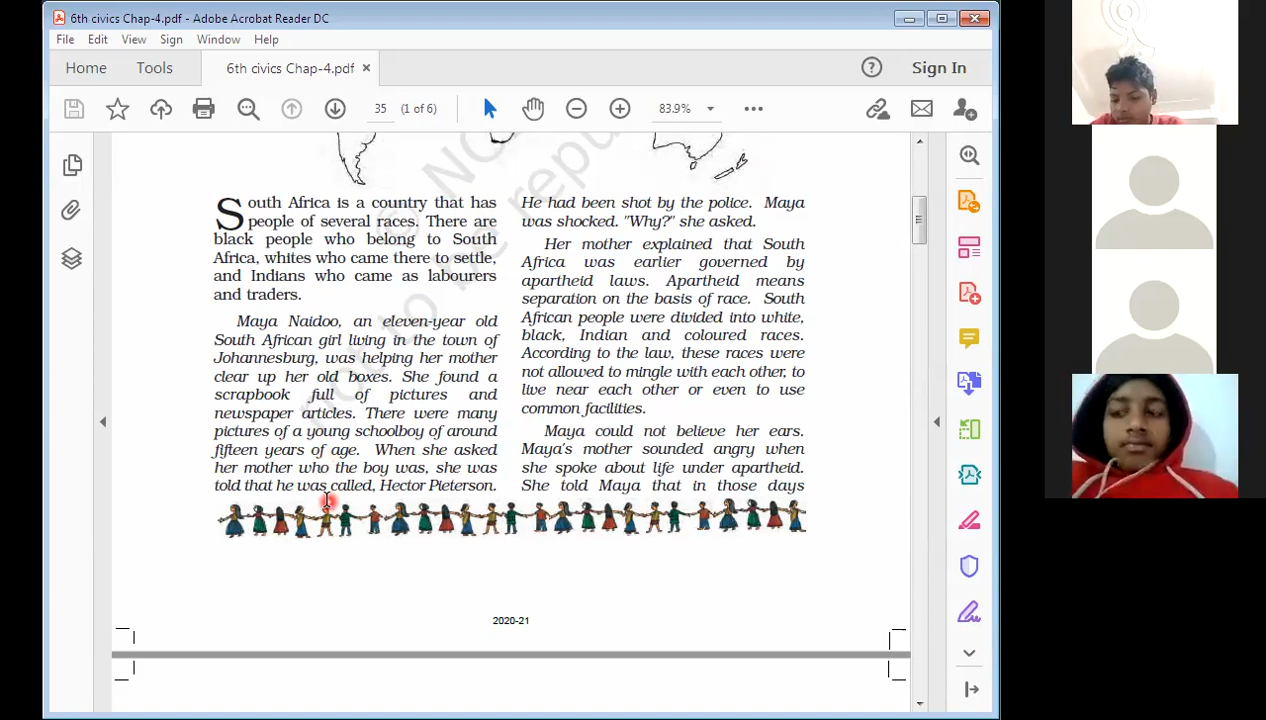 6th civics Chap-4.pdf - Adobe Acrobat Reader DC
File Edit View Sign Window Help
Home Tools 6th civics Chap-4.pdf × Sign In
35 (1 of 6) 83.9%
© NO
not to be repu
South Africa is a country that has
people of several races. There are
black people who belong to South
Africa, whites who came there to settle,
and Indians who came as labourers
and traders.
Maya Naidoo, an eleven-year old
South African girl living in the town of
Johannesburg, was helping her mother
clear up her old boxes. She found a
scrapbook full of pictures and
newspaper articles. There were many
pictures of a young schoolboy of around
fifteen years of age. When she asked
her mother who the boy was, she was
told that he was called, Hector Pieterson.
He had been shot by the police. Maya
was shocked. "Why?" she asked.
Her mother explained that South
Africa was earlier governed by
apartheid laws. Apartheid means
separation on the basis of race. South
African people were divided into white,
black, Indian and coloured races.
According to the law, these races were
not allowed to mingle with each other, to
live near each other or even to use
common facilities.
Maya could not believe her ears.
Maya's mother sounded angry when
she spoke about life under apartheid.
She told Maya that in those days
2020-21